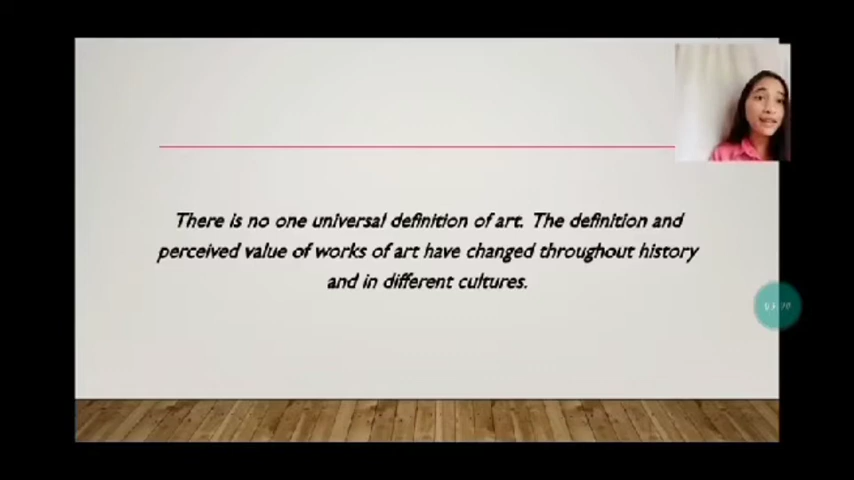 There is no one universal definition of art. The definition and
perceived value of works of art have changed throughout history
and in different cultures.